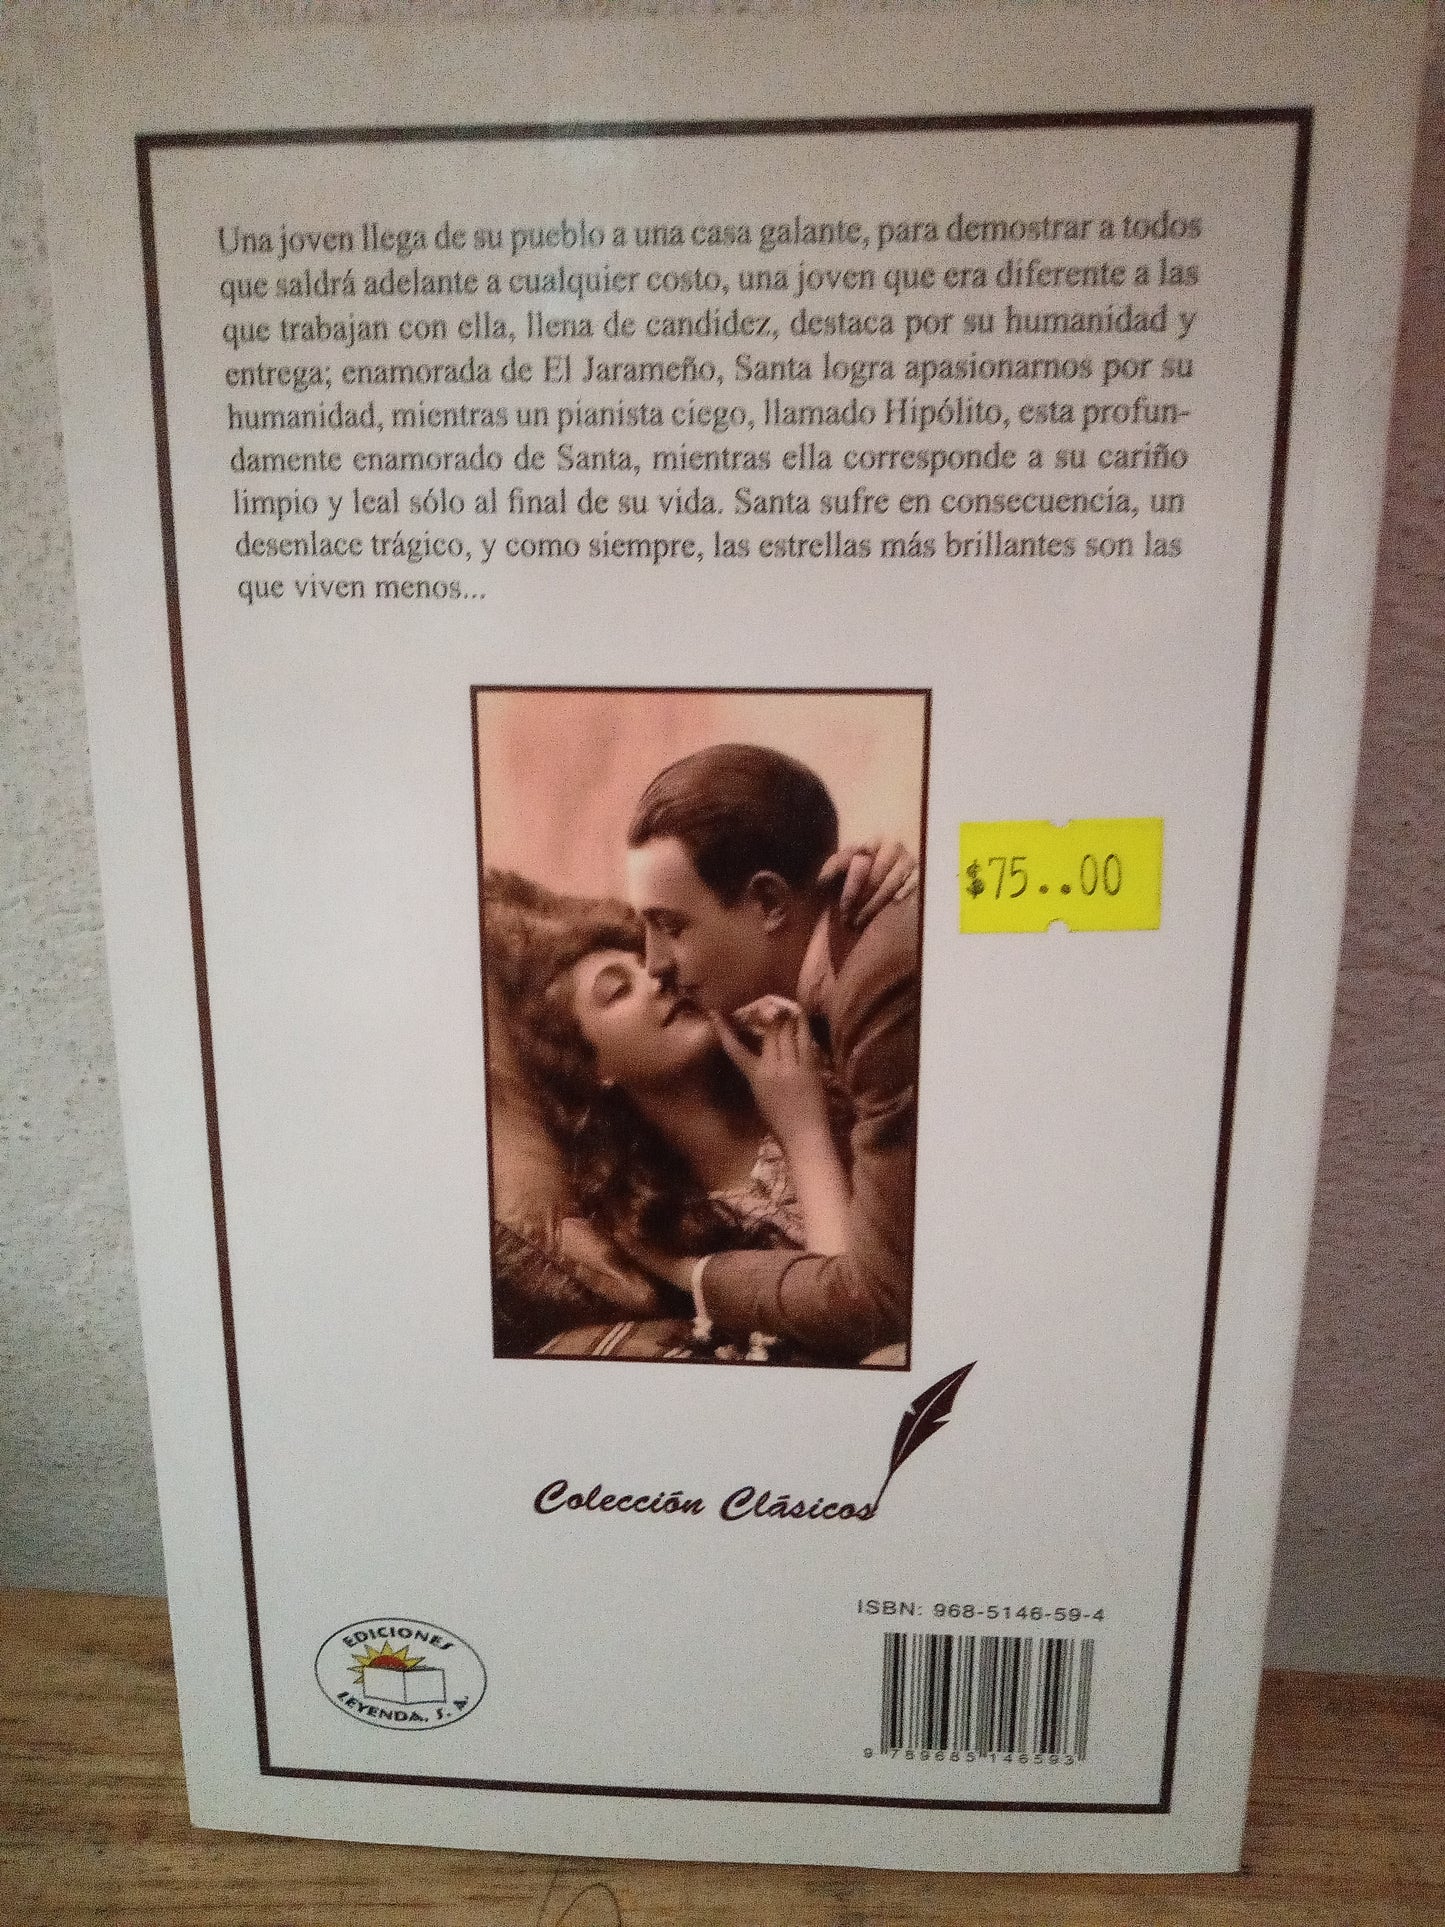 Una joven llega de su pueblo a una casa galante, para demostrar a todos
que saldrá adelante a cualquier costo, una joven que era diferente a las
que trabajan con ella, llena de candidez, destaca por su humanidad y
entrega; enamorada de El Jarameño, Santa logra apasionarnos por su
humanidad, mientras un pianista ciego, llamado Hipólito, esta profun-
damente enamorado de Santa, mientras ella corresponde a su cariño
limpio y leal sólo al final de su vida. Santa sufre en consecuencia, un
desenlace trágico, y como siempre, las estrellas más brillantes son las
que viven menos...
$75..00
Colección Clásicos
ISBN: 968-5146-59-4
EDICIONES
LEYENDA, S. A.
9 789685 146593